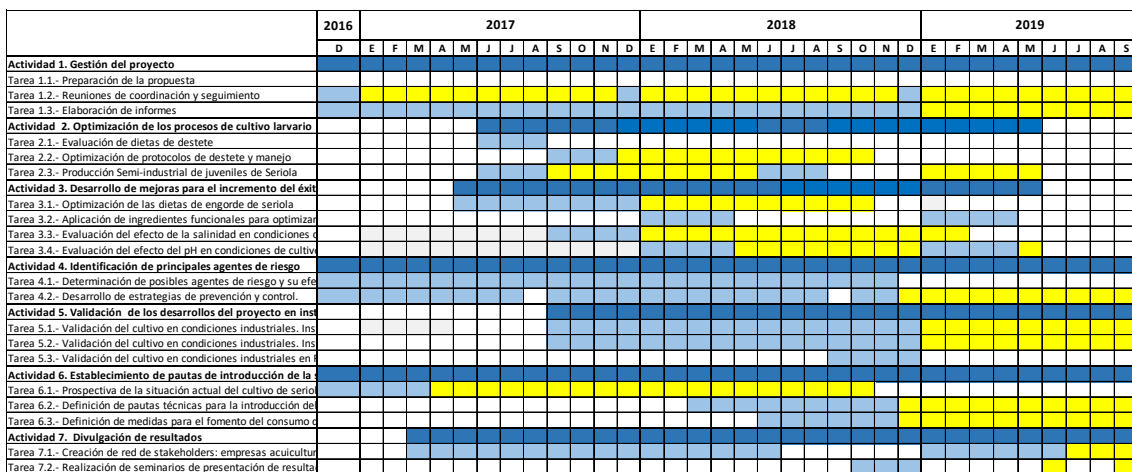 2016 2017 2018 2019
D E F M A M J J A S O N D E F M A M J J A S O N D E F M A M J J A S
Actividad 1. Gestión del proyecto
Tarea 1.1.- Preparación de la propuesta
Tarea 1.2.- Reuniones de coordinación y seguimiento
Tarea 1.3.- Elaboración de informes
Actividad 2. Optimización de los procesos de cultivo larvario
Tarea 2.1.- Evaluación de dietas de destete
Tarea 2.2.- Optimización de protocolos de destete y manejo
Tarea 2.3.- Producción Semi-industrial de juveniles de Seriola
Actividad 3. Desarrollo de mejoras para el incremento del éxit
Tarea 3.1.- Optimización de las dietas de engorde de seriola
Tarea 3.2.- Aplicación de ingredientes funcionales para optimizar
Tarea 3.3.- Evaluación del efecto de la salinidad en condiciones
Tarea 3.4.- Evaluación del efecto del pH en condiciones de cultivo
Actividad 4. Identificación de principales agentes de riesgo
Tarea 4.1.- Determinación de posibles agentes de riesgo y su efe
Tarea 4.2.- Desarrollo de estrategias de prevención y control.
Actividad 5. Validación de los desarrollos del proyecto en inst
Tarea 5.1.- Validación del cultivo en condiciones industriales. Ins
Tarea 5.2.- Validación del cultivo en condiciones industriales. Ins
Tarea 5.3.- Validación del cultivo en condiciones industriales en
Actividad 6. Establecimiento de pautas de introducción de la
Tarea 6.1.- Prospectiva de la situación actual del cultivo de seriol
Tarea 6.2.- Definición de pautas técnicas para la introducción del
Tarea 6.3.- Definición de medidas para el fomento del consumo
Actividad 7. Divulgación de resultados
Tarea 7.1.- Creación de red de stakeholders: empresas acuicultur
Tarea 7.2.- Realización de seminarios de presentación de resulta